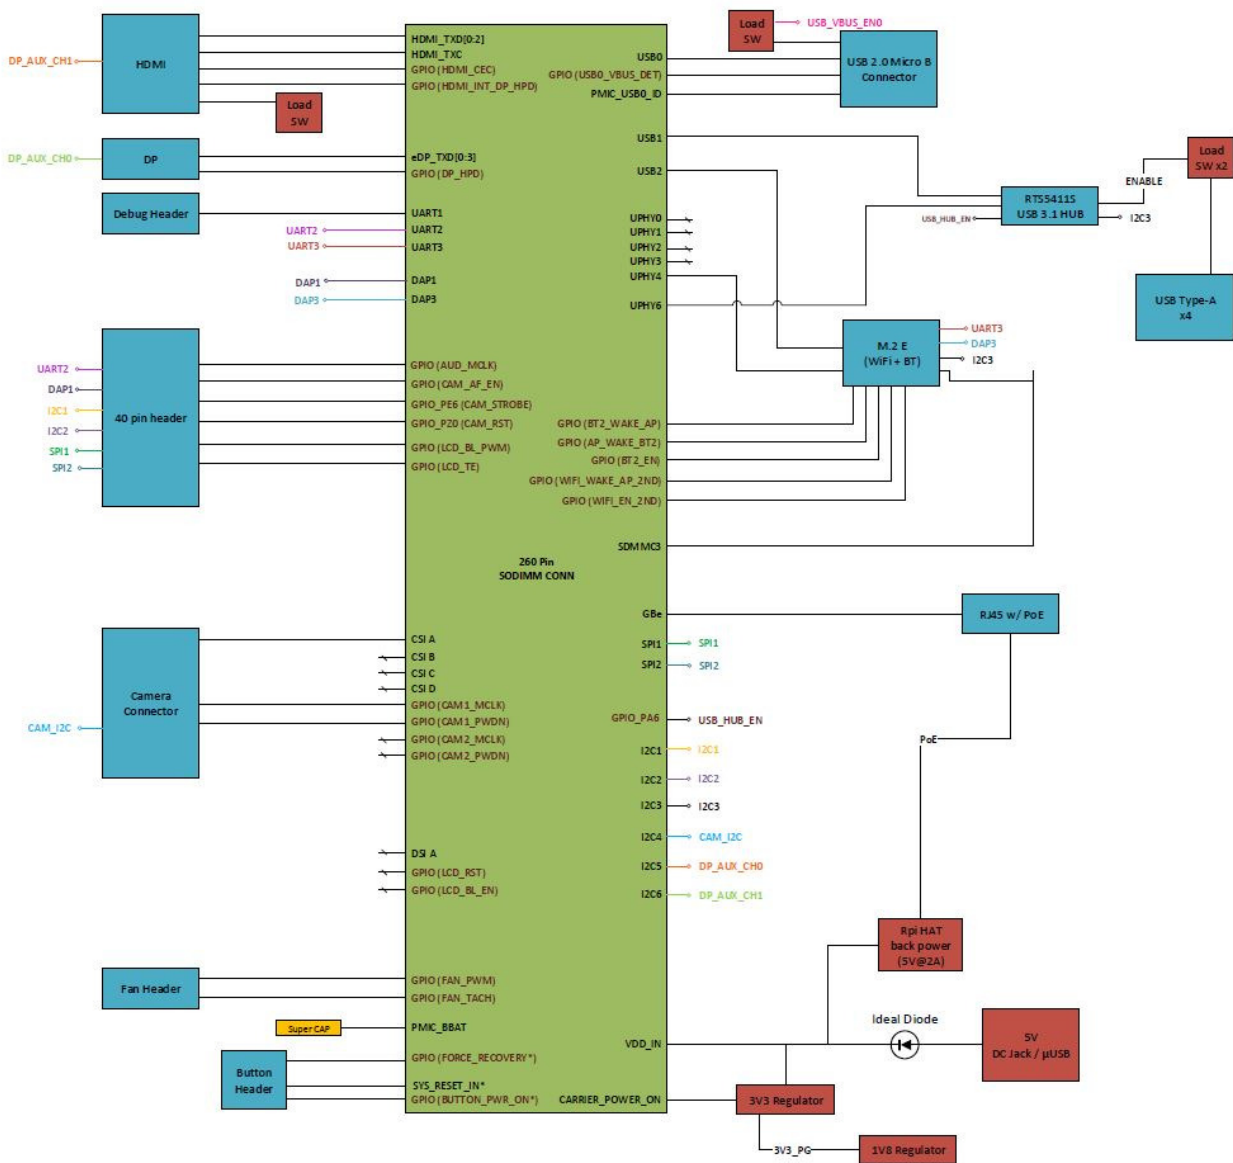 DP_AUX_CH1
HDMI
Load
SW
HDMI_TXD[0:2]
HDMI_TXC
GPIO (HDMI_CEC)
GPIO (HDMI_INT_DP_HPD)
DP_AUX_CH0
DP
eDP_TXD[0:3]
GPIO (DP_HPD)
Debug Header
UART1
UART2
UART2
UART3
UART3
DAP1
DAP1
DAP3
DAP3
UART2
DAP1
I2C1
I2C2
SPI1
SPI2
40 pin header
GPIO (AUD_MCLK)
GPIO (CAM_AF_EN)
GPIO_PE6 (CAM_STROBE)
GPIO_PZ0 (CAM_RST)
GPIO (LCD_BL_PWM)
GPIO (LCD_TE)
260 Pin
SODIMM CONN
CAM_I2C
Camera
Connector
CSI A
CSI B
CSI C
CSI D
GPIO (CAM1_MCLK)
GPIO (CAM1_PWDN)
GPIO (CAM2_MCLK)
GPIO (CAM2_PWDN)
DSI A
GPIO (LCD_RST)
GPIO (LCD_BL_EN)
Fan Header
GPIO (FAN_PWM)
GPIO (FAN_TACH)
Super CAP
PMIC_BBAT
Button
Header
GPIO (FORCE_RECOVERY*)
SYS_RESET_IN*
GPIO (BUTTON_PWR_ON*)
Load
SW
USB_VBUS_EN0
USB0
GPIO (USB0_VBUS_DET)
PMIC_USB0_ID
USB 2.0 Micro B
Connector
USB1
USB2
UPHY0
UPHY1
UPHY2
UPHY3
UPHY4
UPHY6
RTS5411S
USB 3.1 HUB
USB_HUB_EN
I2C3
ENABLE
Load
SW x2
USB Type-A
x4
M.2 E
(WiFi + BT)
UART3
DAP3
I2C3
GPIO (BT2_WAKE_AP)
GPIO (AP_WAKE_BT2)
GPIO (BT2_EN)
GPIO (WIFI_WAKE_AP_2ND)
GPIO (WIFI_EN_2ND)
SDMMC3
GBe
RJ45 w/ PoE
SPI1
SPI1
SPI2
SPI2
GPIO_PA6
USB_HUB_EN
I2C1
I2C1
I2C2
I2C2
I2C3
I2C3
I2C4
CAM_I2C
I2C5
DP_AUX_CH0
I2C6
DP_AUX_CH1
PoE
Rpi HAT
back power
(5V@2A)
VDD_IN
Ideal Diode
5V
DC Jack / µUSB
CARRIER_POWER_ON
3V3 Regulator
3V3_PG
1V8 Regulator